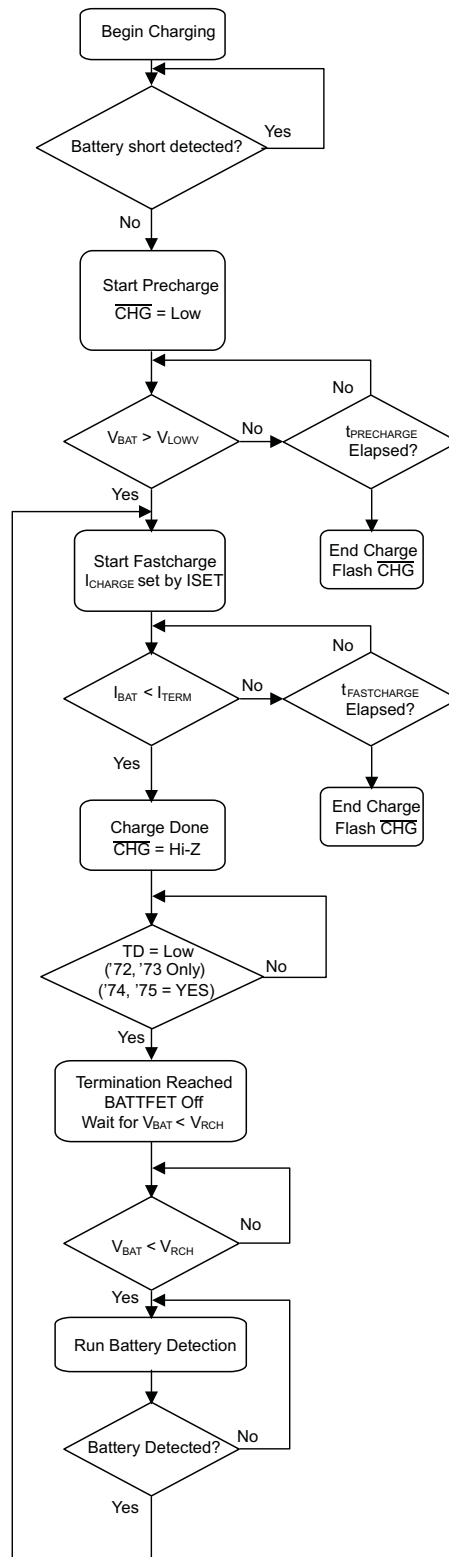 Begin Charging
Battery short detected?
Yes
No
Start Precharge
CHG = Low
No
VBAT > VLOWV
No
tPRECHARGE
Elapsed?
Yes
End Charge
Flash CHG
Start Fastcharge
ICHARGE set by ISET
No
IBAT < ITERM
No
tFASTCHARGE
Elapsed?
Yes
End Charge
Flash CHG
Charge Done
CHG = Hi-Z
TD = Low
('72, '73 Only)
('74, '75 = YES)
No
Yes
Termination Reached
BATTFET Off
Wait for VBAT < VRCH
No
VBAT < VRCH
Yes
Run Battery Detection
No
Battery Detected?
Yes